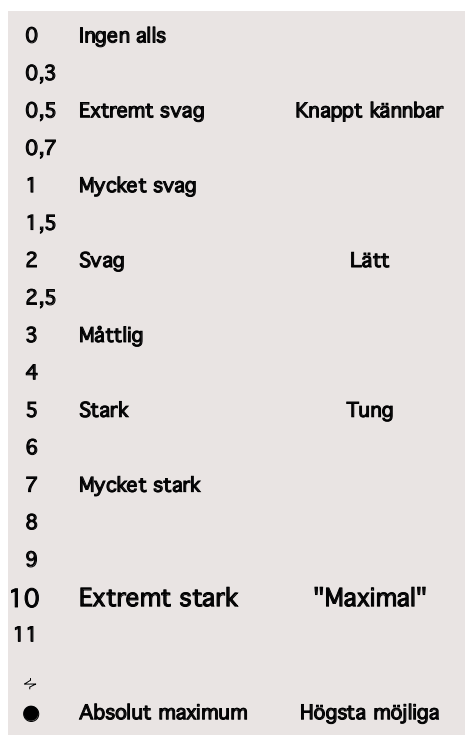 0 Ingen alls
0,3
0,5 Extremt svag Knappt kännbar
0,7
1 Mycket svag
1,5
2 Svag Lätt
2,5
3 Måttlig
4
5 Stark Tung
6
7 Mycket stark
8
9
10 Extremt stark "Maximal"
11
● Absolut maximum Högsta möjliga